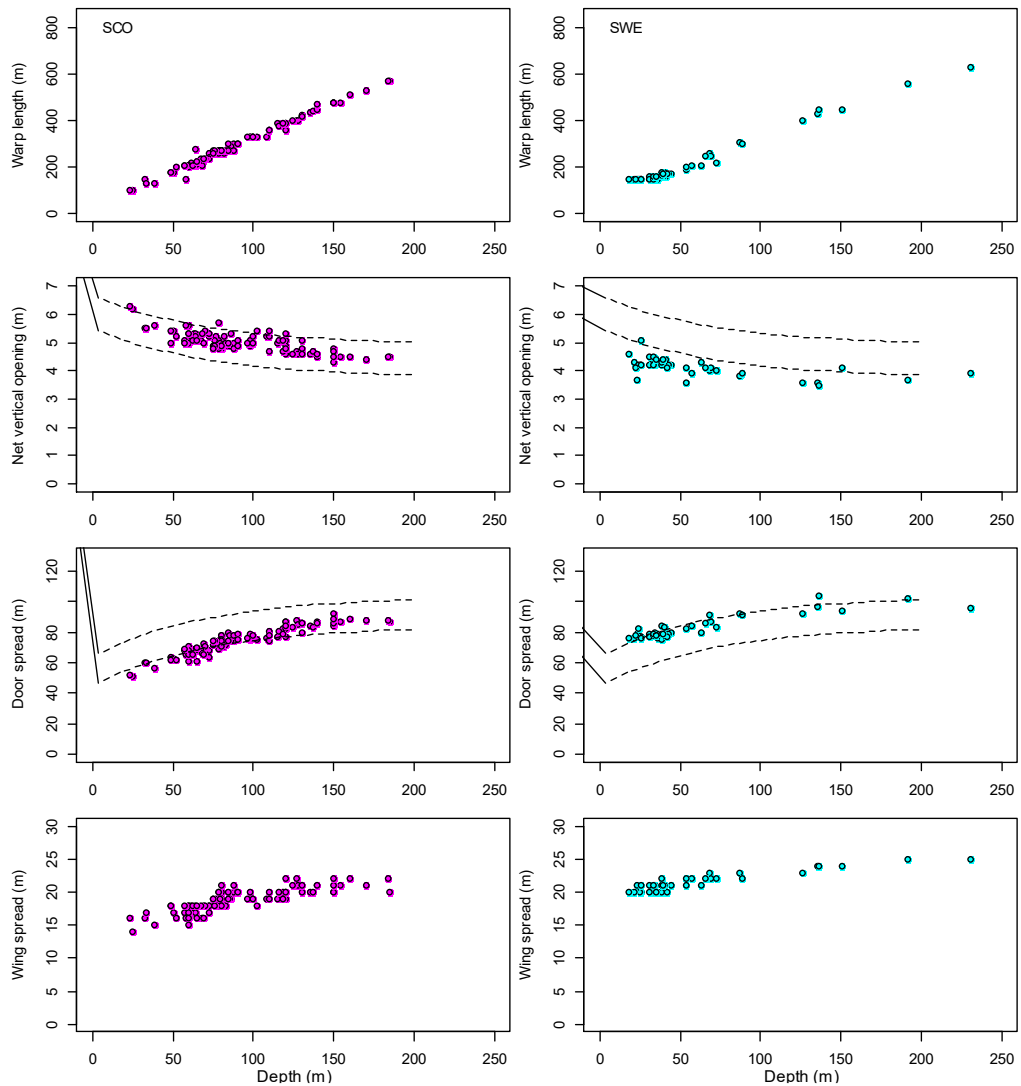 SCO
Warp length (m)
800
600
400
200
0
0 50 100 150 200 250
SWE
Warp length (m)
800
600
400
200
0
0 50 100 150 200 250
Net vertical opening (m)
7
6
5
4
3
2
1
0
0 50 100 150 200 250
Net vertical opening (m)
7
6
5
4
3
2
1
0
0 50 100 150 200 250
Door spread (m)
120
80
60
40
20
0
0 50 100 150 200 250
Door spread (m)
120
80
60
40
20
0
0 50 100 150 200 250
Wing spread (m)
30
25
20
15
10
5
0
0 50 100 150 200 250
Depth (m)
Wing spread (m)
30
25
20
15
10
5
0
0 50 100 150 200 250
Depth (m)